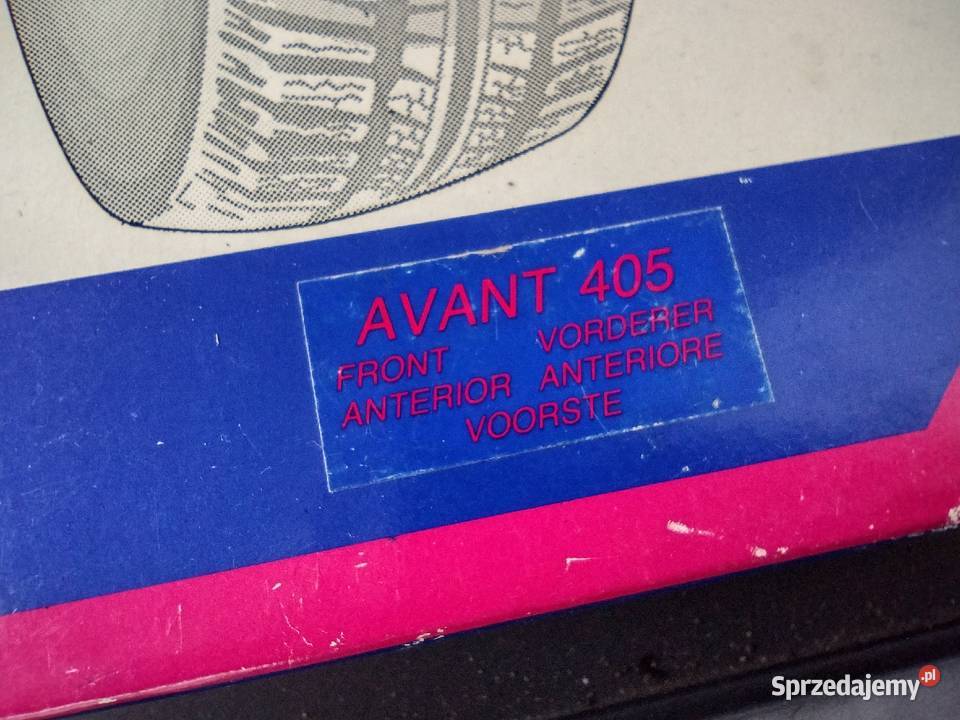 AVANT 405
FRONT VORDERER
ANTERIOR ANTERIORE
VOORSTE
Sprzedajemy.pl